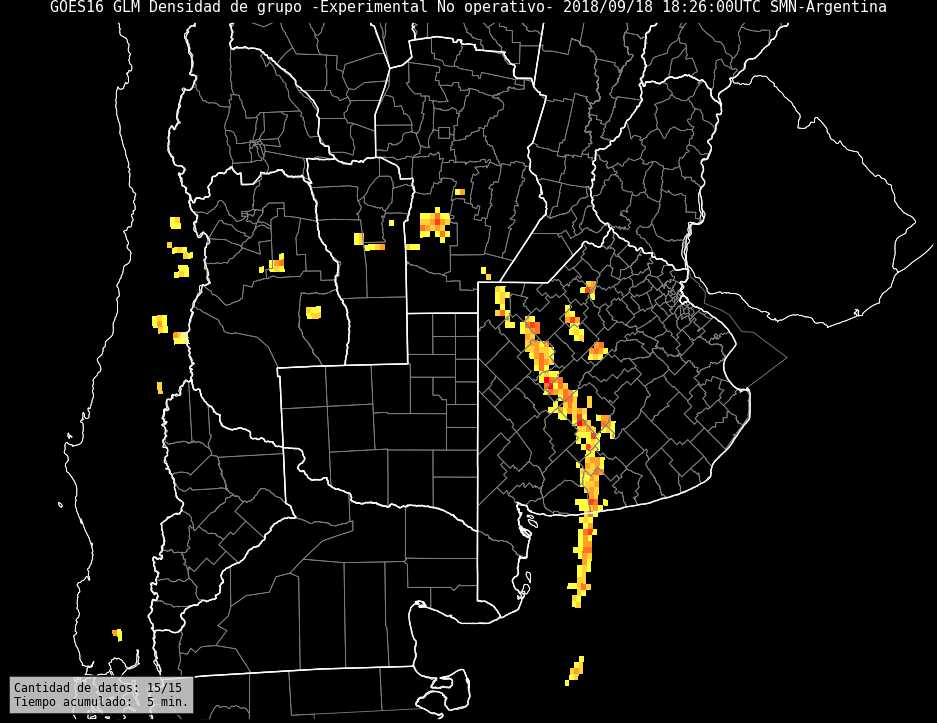 GOES16 GLM Densidad de grupo -Experimental No operativo- 2018/09/18 18:26:00UTC SMN-Argentina
Cantidad de datos: 15/15
Tiempo acumulado:  5 min.